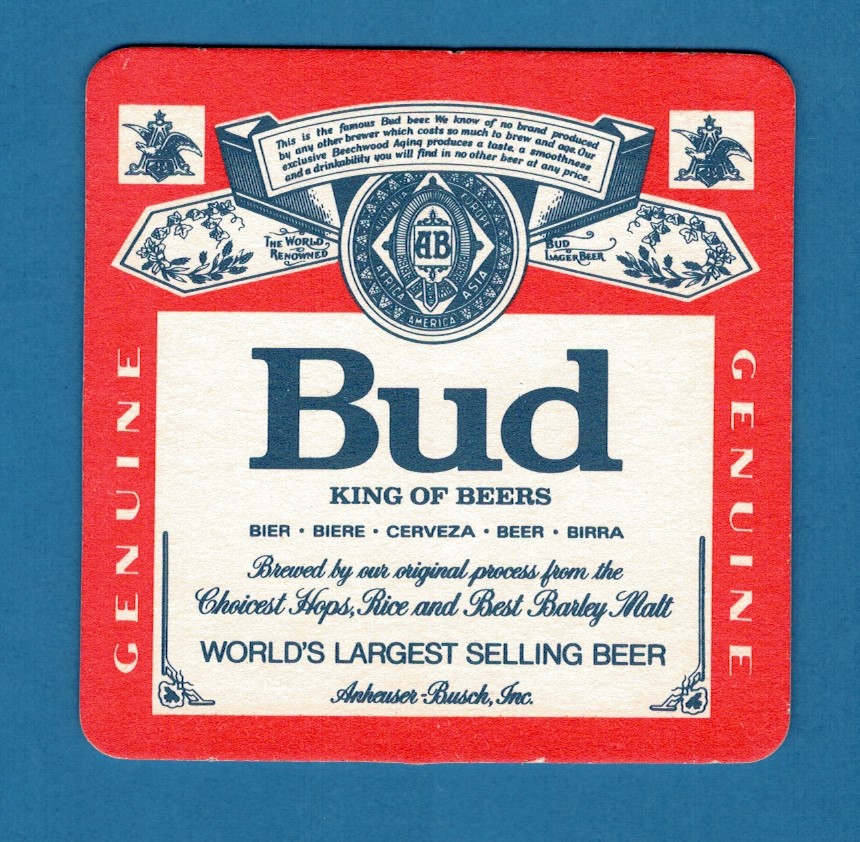 This is the famous Bud beer. We know of no brand produced
by any other brewer which costs so much to brew and age. Our
exclusive Beechwood Aging produces a taste, a smoothness
and a drinkability you will find in no other beer at any price.
THE WORLD
RENOWNED
BUD
LAGER BEER
AUSTRALIA
EUROPE
AFRICA
ASIA
AMERICA
AB
GENUINE
GENUINE
Bud
KING OF BEERS
BIER · BIERE · CERVEZA · BEER · BIRRA
Brewed by our original process from the
Choicest Hops, Rice and Best Barley Malt
WORLD'S LARGEST SELLING BEER
Anheuser-Busch, Inc.